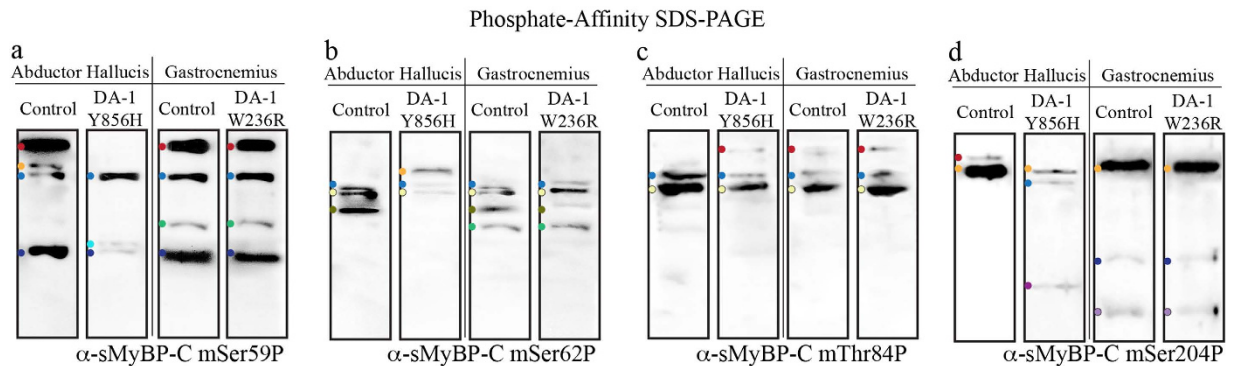 Phosphate-Affinity SDS-PAGE
a
Abductor Hallucis Gastrocnemius
Control DA-1 Y856H Control DA-1 W236R
α-sMyBP-C mSer59P
b
Abductor Hallucis Gastrocnemius
Control DA-1 Y856H Control DA-1 W236R
α-sMyBP-C mSer62P
c
Abductor Hallucis Gastrocnemius
Control DA-1 Y856H Control DA-1 W236R
α-sMyBP-C mThr84P
d
Abductor Hallucis Gastrocnemius
Control DA-1 Y856H Control DA-1 W236R
α-sMyBP-C mSer204P